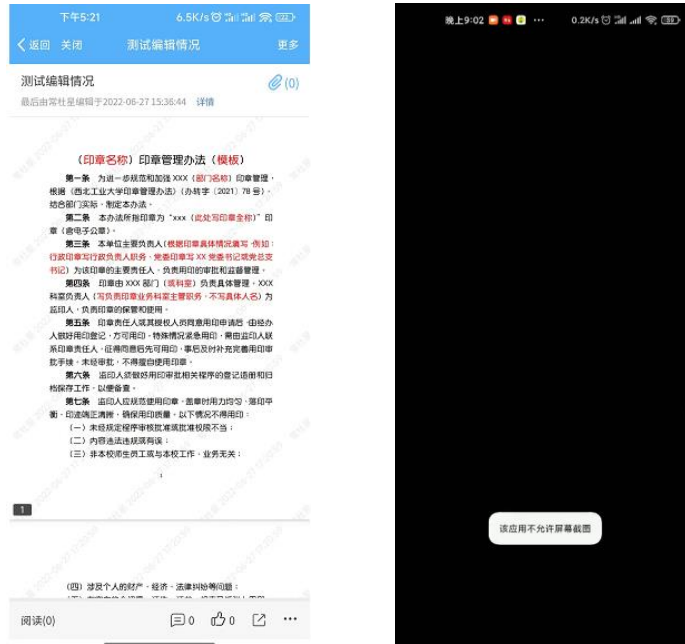 下午5:21 6.5K/s
返回 关闭 测试编辑情况 更多
测试编辑情况 (0)
最后由常杜星编辑于2022-06-27 15:36:44 详情
(印章名称)印章管理办法(模板)
第一条 为进一步规范和加强 XXX(部门名称)印章管理,
根据《西北工业大学印章管理办法》(办转字〔2021〕78 号),
结合部门实际,制定本办法。
第二条 本办法所指印章为“xxx(此处写印章全称)”印
章(含电子公章)。
第三条 本单位主要负责人(根据印章具体情况填写,例如:
行政印章写行政负责人职务,党委印章写 XX 党委书记或党总支
书记)为该印章的主要责任人,负责用印的审批和监督管理。
第四条 印章由 XXX 部门(或科室)负责具体管理,XXX
科室负责人(写负责印章业务科室主管职务,不写具体人名)为
监印人,负责印章的保管和使用。
第五条 印章责任人或其授权人员同意用印申请后,由经办
人做好用印登记,方可用印。特殊情况紧急用印,需由监印人联
系印章责任人,征得同意后先可用印,事后及时补充完善用印审
批手续。未经审批,不得擅自使用印章。
第六条 监印人须做好用印审批相关程序的登记造册和归
档保存工作,以便备查。
第七条 监印人应规范使用印章,盖章时用力均匀,落印平
衡,印迹端正清晰,确保用印质量。以下情况不得用印:
(一)未经规定程序审核批准或批准权限不当;
(二)内容违法违规或有误;
(三)非本校师生员工或与本校工作、业务无关;
1
1
(四)涉及个人的财产、经济、法律纠纷等问题;
阅读(0) 0 0
晚上9:02 0.2K/s 59
该应用不允许屏幕截图